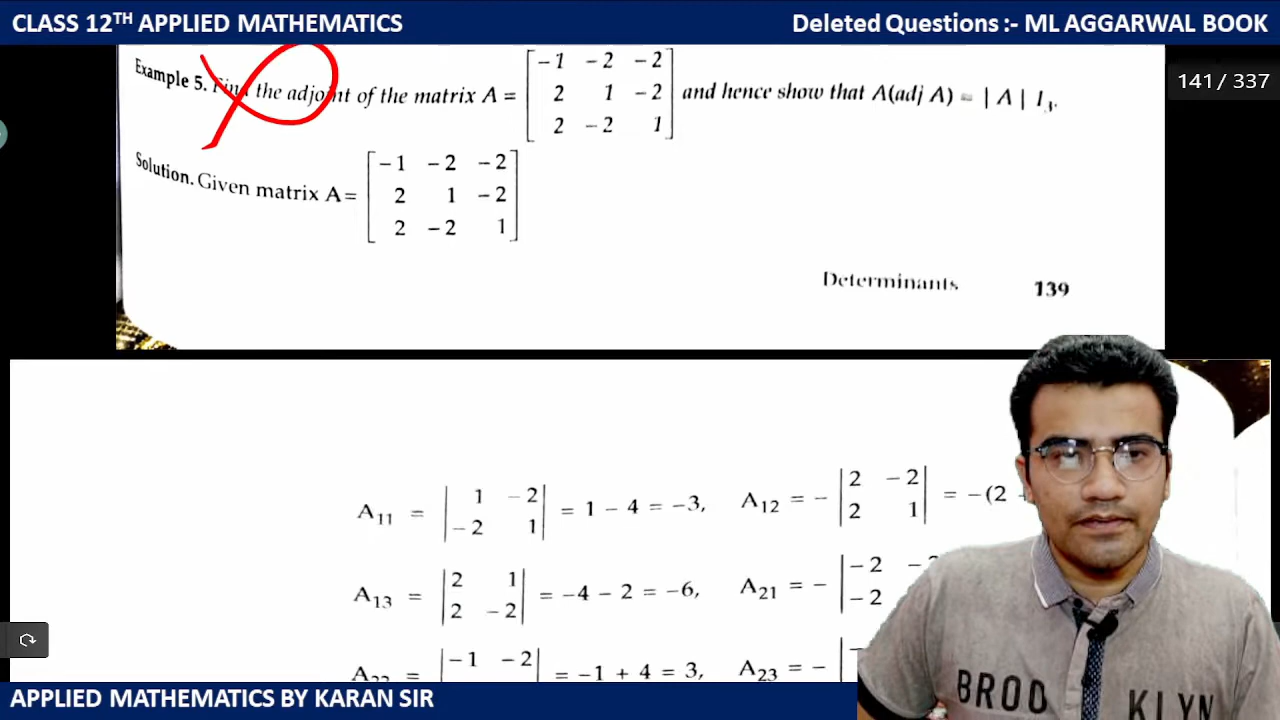 CLASS 12TH APPLIED MATHEMATICS
Deleted Questions :- ML AGGARWAL BOOK
141 / 337
Example 5. Find the adjoint of the matrix A = [ -1 -2 -2 ; 2 1 -2 ; 2 -2 1 ] and hence show that A(adj A) = | A | I3.
Solution. Given matrix A = [ -1 -2 -2 ; 2 1 -2 ; 2 -2 1 ]
Determinants 139
A11 = | 1 -2 ; -2 1 | = 1 - 4 = -3, A12 = - | 2 -2 ; 2 1 | = -(2
A13 = | 2 1 ; 2 -2 | = -4 - 2 = -6, A21 = - | -2 ; -2
= | -1 -2 | = -1 + 4 = 3, A23 = -
BROO KLYN
APPLIED MATHEMATICS BY KARAN SIR